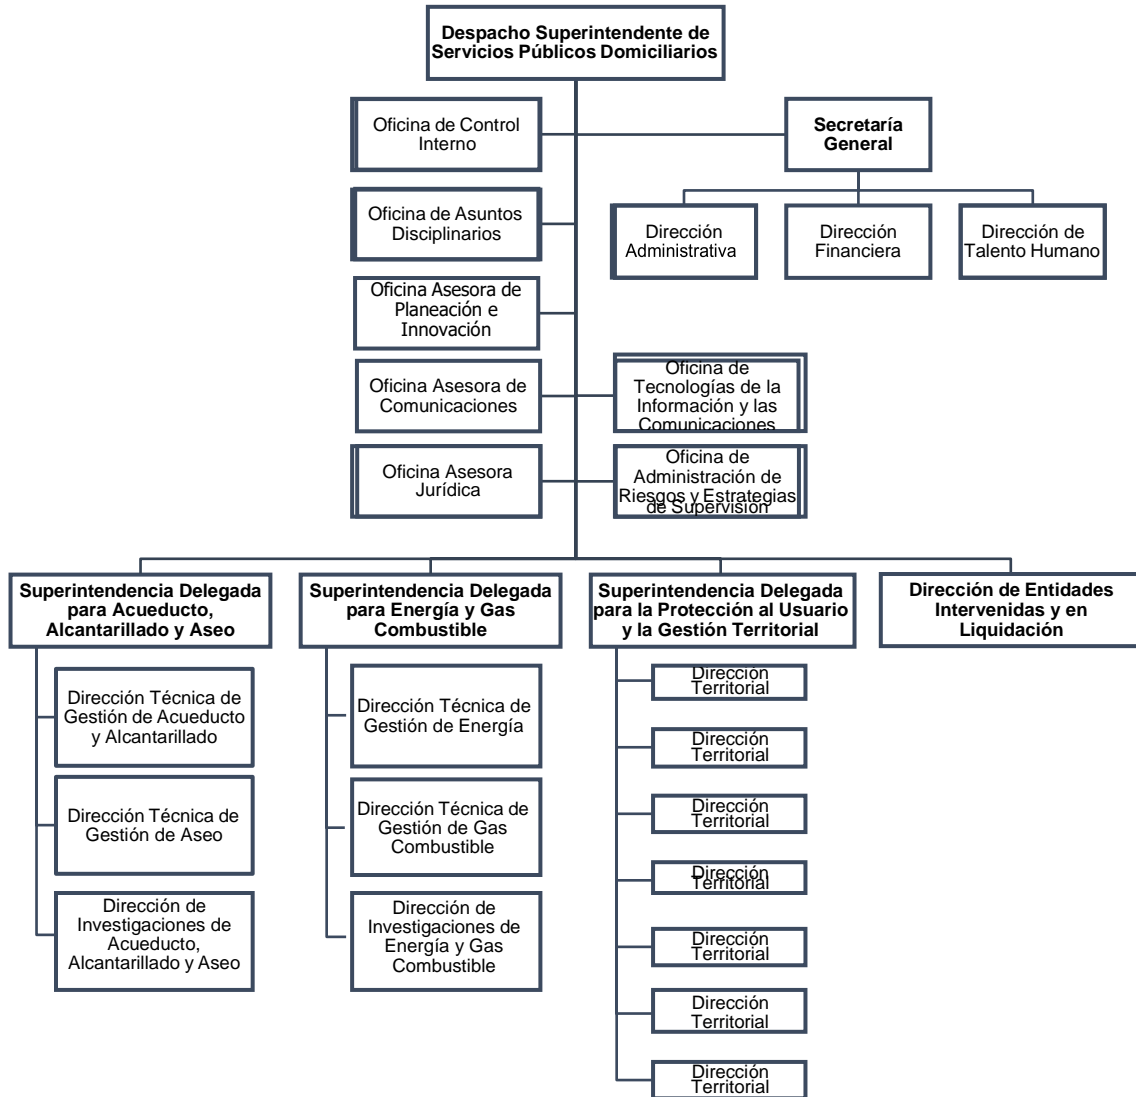 Despacho Superintendente de
Servicios Públicos Domiciliarios
Oficina de Control
Interno
Secretaría
General
Oficina de Asuntos
Disciplinarios
Dirección
Administrativa
Dirección
Financiera
Dirección de
Talento Humano
Oficina Asesora de
Planeación e
Innovación
Oficina Asesora de
Comunicaciones
Oficina de
Tecnologías de la
Información y las
Comunicaciones
Oficina Asesora
Jurídica
Oficina de
Administración de
Riesgos y Estrategias
de Supervisión
Superintendencia Delegada
para Acueducto,
Alcantarillado y Aseo
Superintendencia Delegada
para Energía y Gas
Combustible
Superintendencia Delegada
para la Protección al Usuario
y la Gestión Territorial
Dirección de Entidades
Intervenidas y en
Liquidación
Dirección Técnica de
Gestión de Acueducto
y Alcantarillado
Dirección Técnica de
Gestión de Aseo
Dirección de
Investigaciones de
Acueducto,
Alcantarillado y Aseo
Dirección Técnica de
Gestión de Energía
Dirección Técnica de
Gestión de Gas
Combustible
Dirección de
Investigaciones de
Energía y Gas
Combustible
Dirección
Territorial
Dirección
Territorial
Dirección
Territorial
Dirección
Territorial
Dirección
Territorial
Dirección
Territorial
Dirección
Territorial